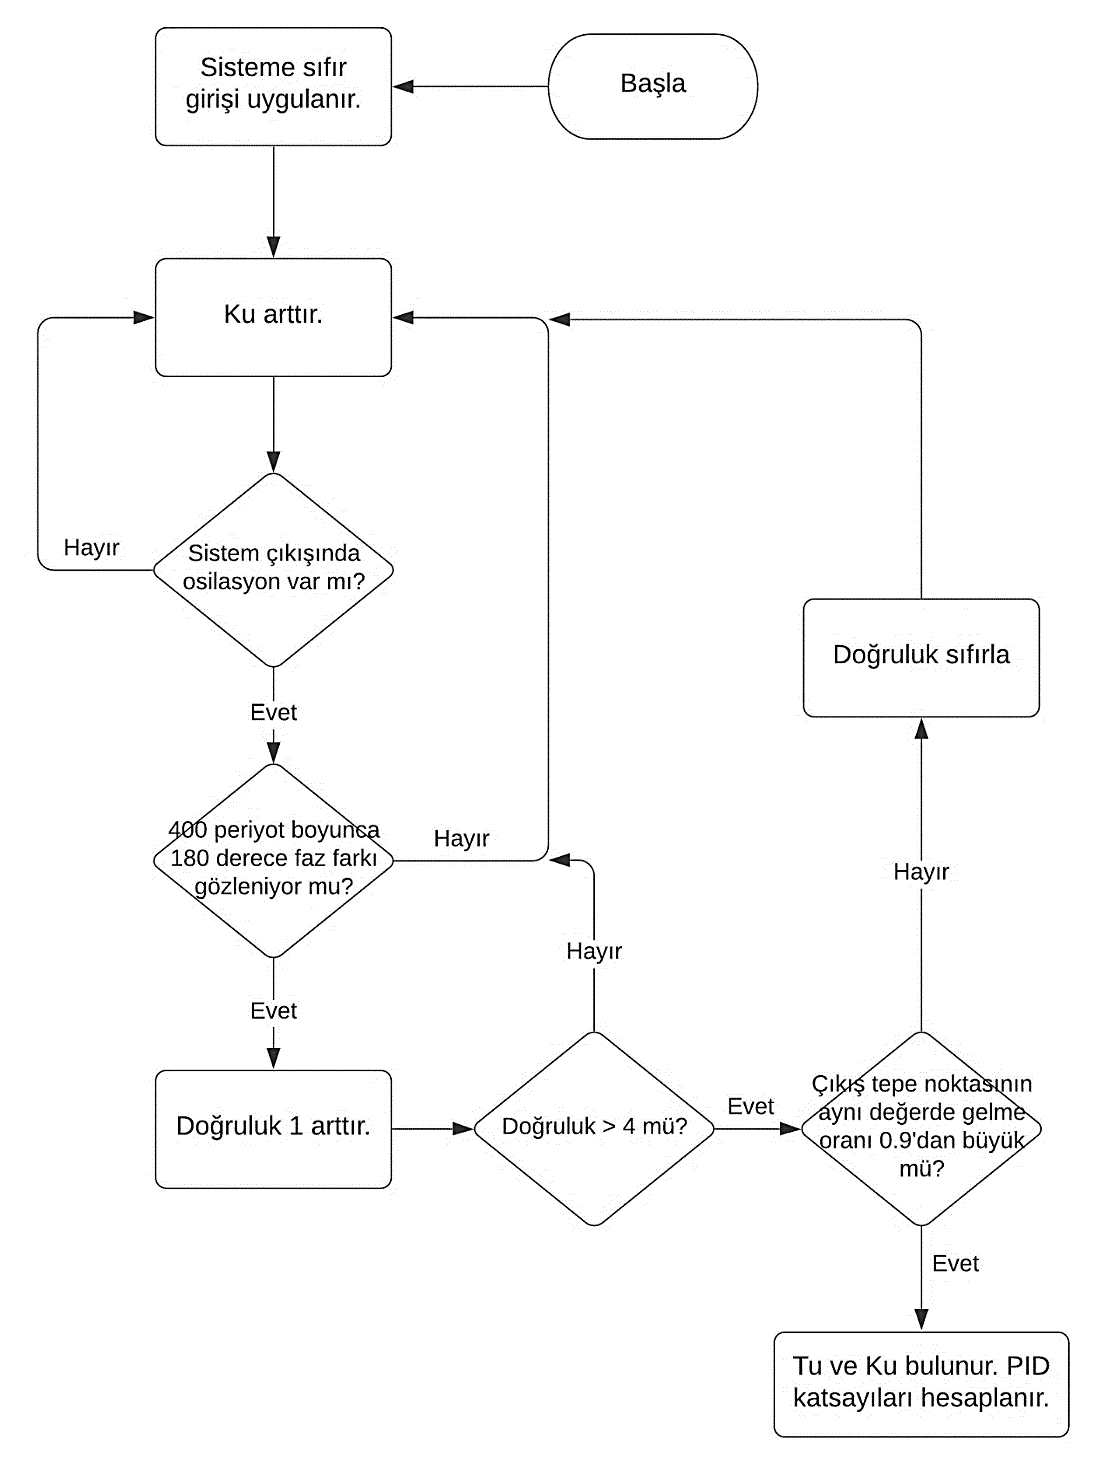 Başla
Sisteme sıfır
girişi uygulanır.
Ku arttır.
Sistem çıkışında
osilasyon var mı?
Hayır
Evet
400 periyot boyunca
180 derece faz farkı
gözleniyor mu?
Hayır
Evet
Doğruluk 1 arttır.
Doğruluk > 4 mü?
Hayır
Evet
Çıkış tepe noktasının
aynı değerde gelme
oranı 0.9'dan büyük
mü?
Hayır
Doğruluk sıfırla
Evet
Tu ve Ku bulunur. PID
katsayıları hesaplanır.